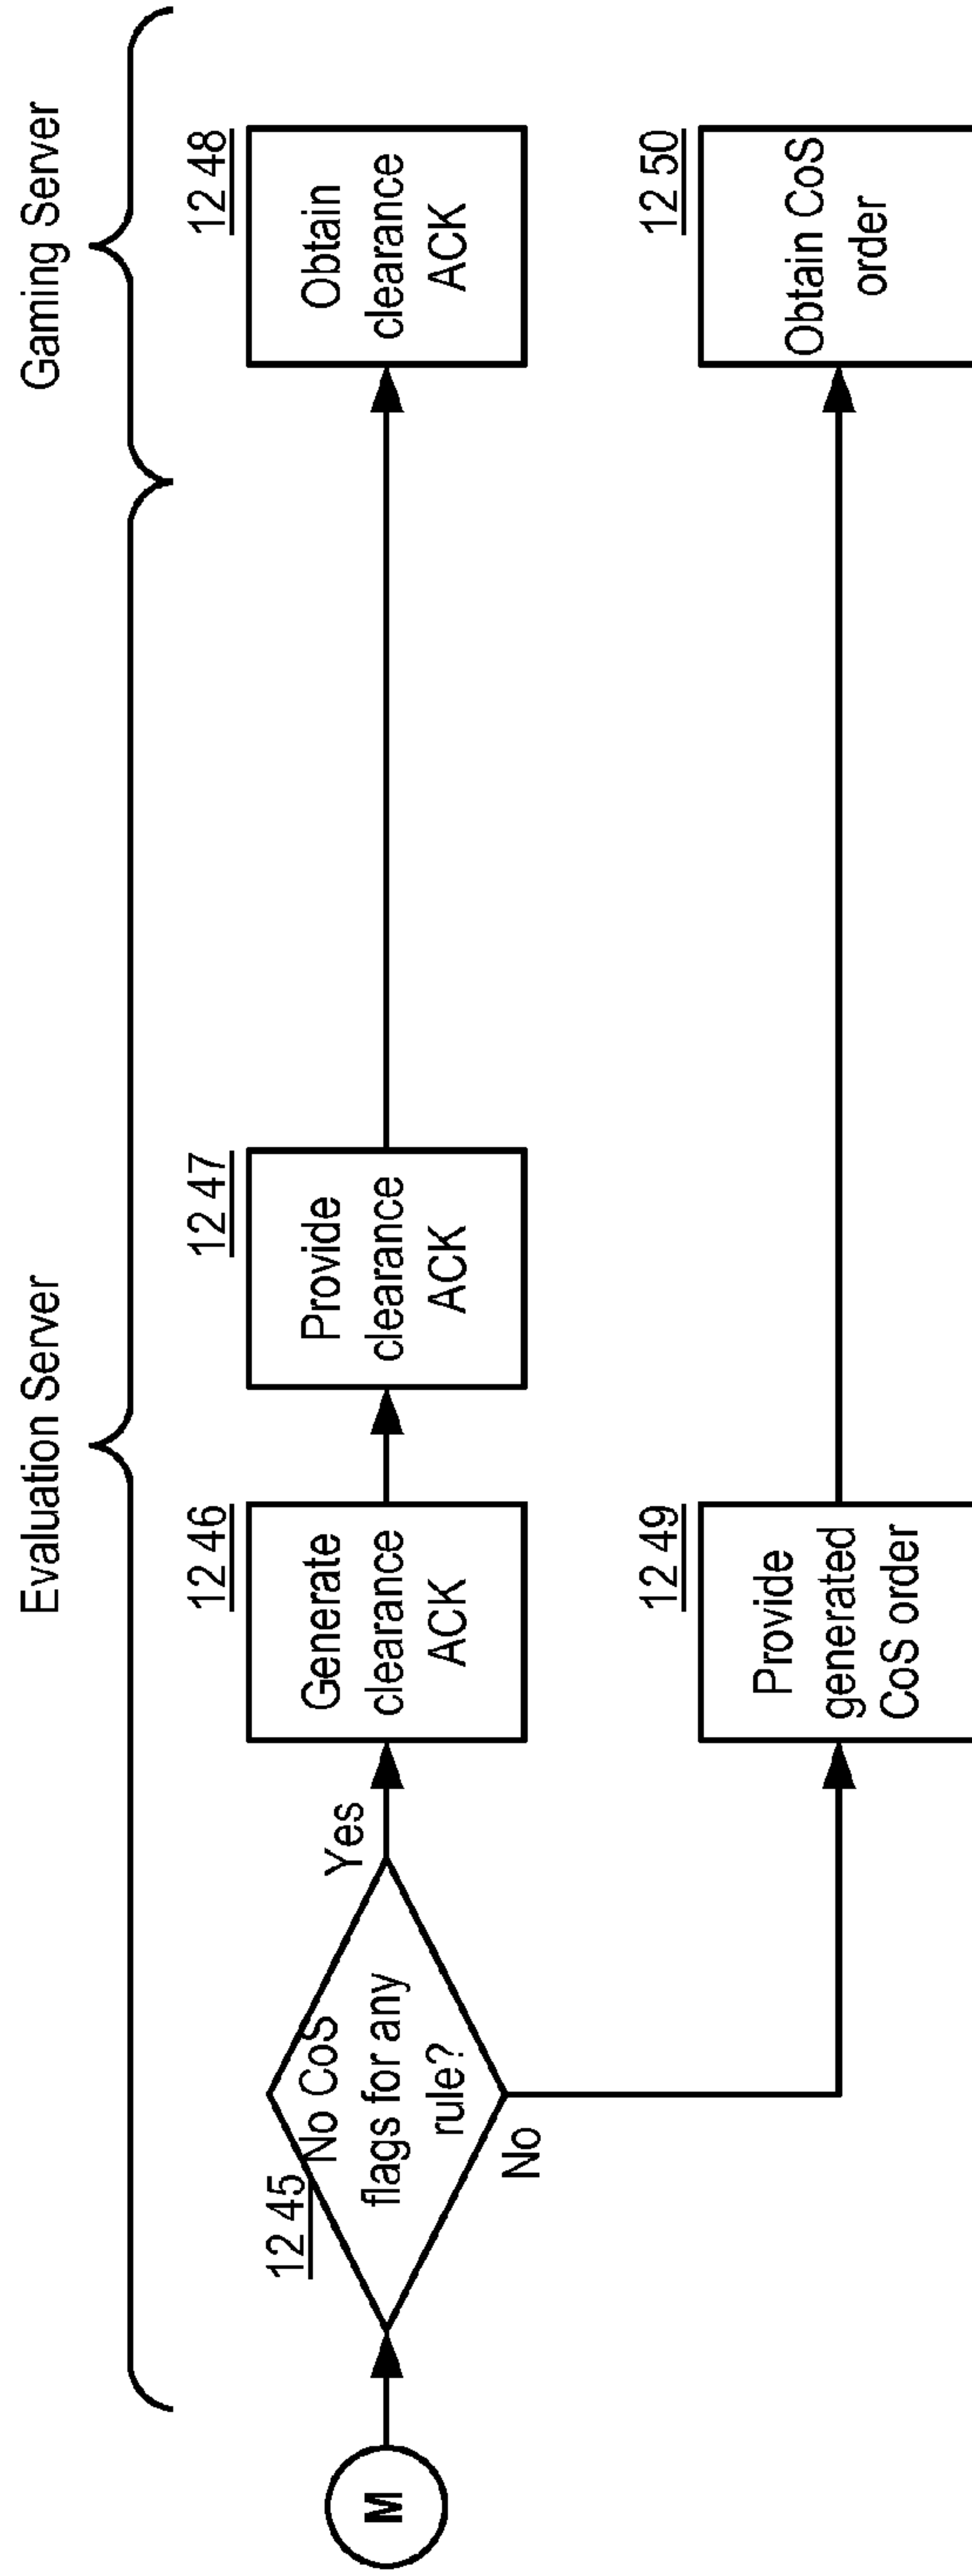 Evaluation Server
Gaming Server
M
12 45
No CoS
flags for any
rule?
Yes
No
12 46
Generate
clearance
ACK
12 47
Provide
clearance
ACK
12 48
Obtain
clearance
ACK
12 49
Provide
generated
CoS order
12 50
Obtain CoS
order